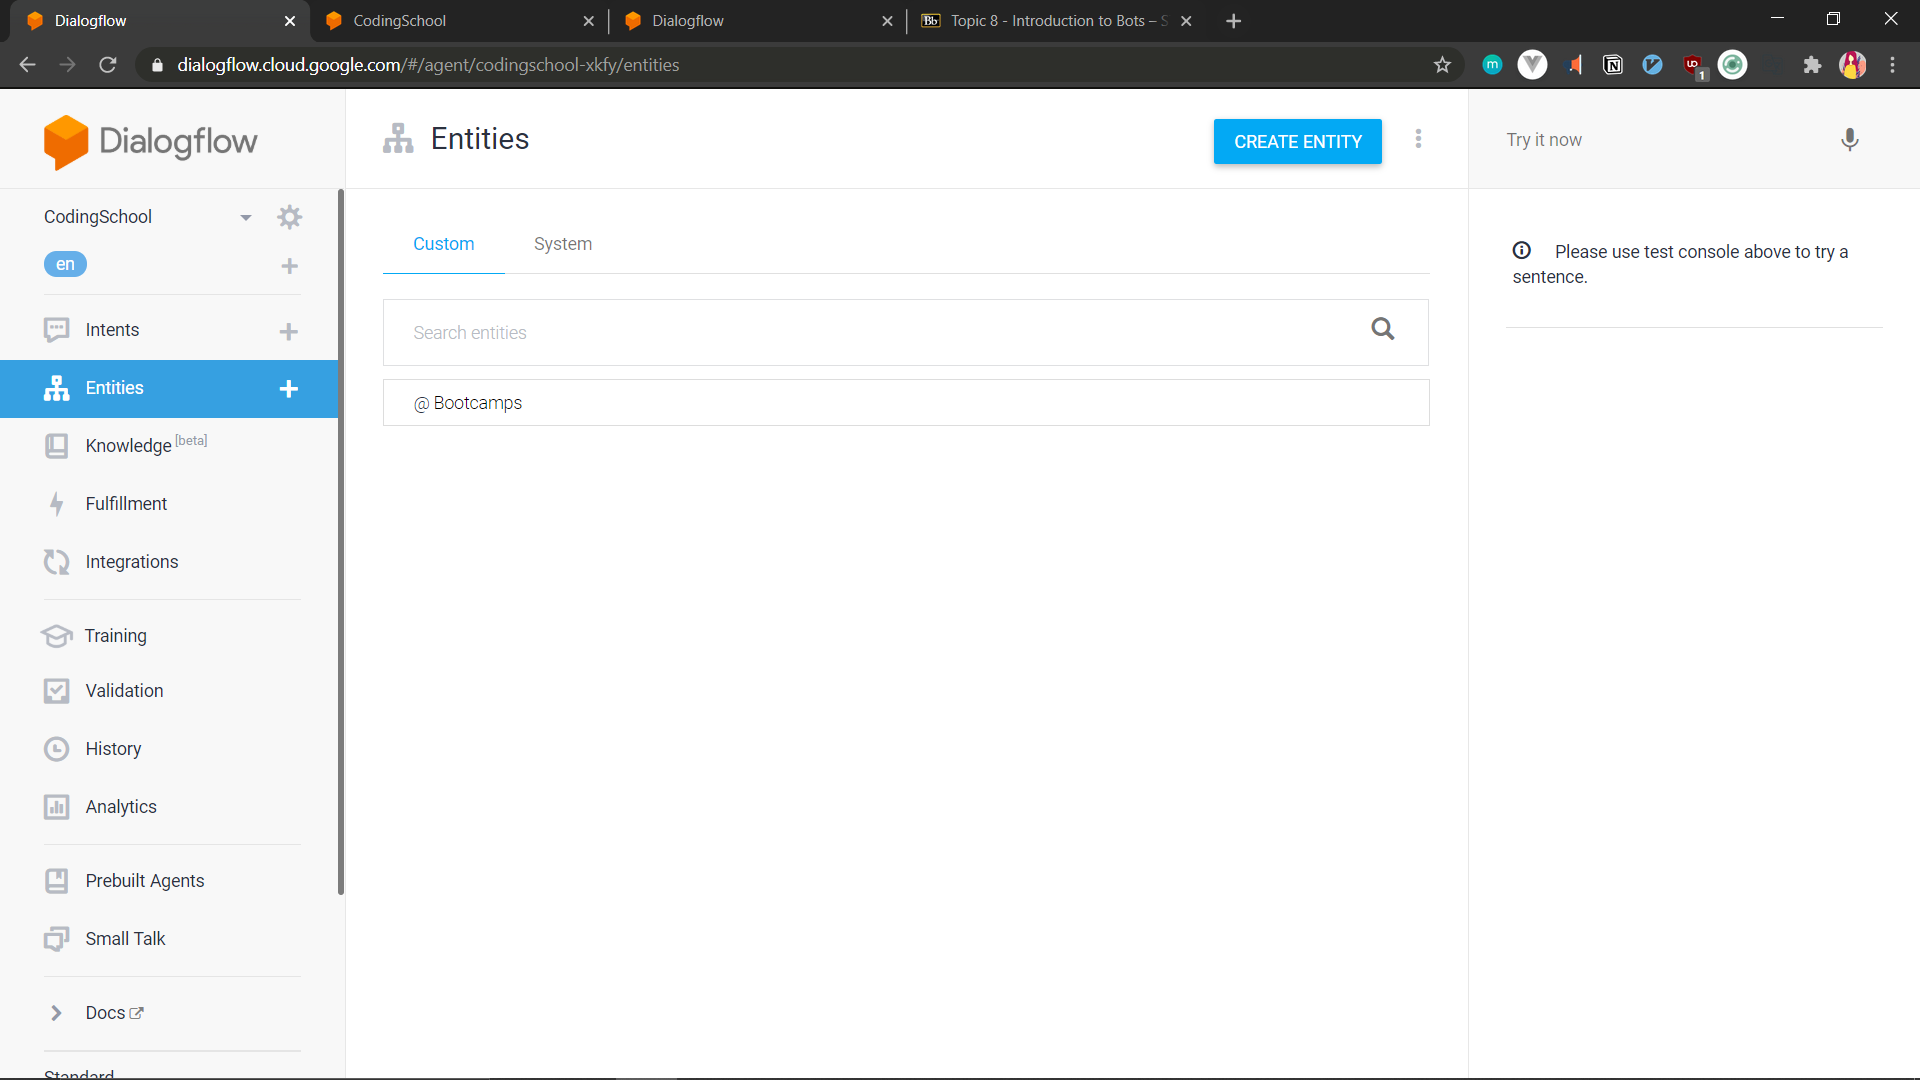 Dialogflow
CodingSchool
Dialogflow
Bb Topic 8 - Introduction to Bots – S
dialogflow.cloud.google.com/#/agent/codingschool-xkfy/entities
m
1
Dialogflow
Entities
CREATE ENTITY
Try it now
CodingSchool
en
Custom
System
Please use test console above to try a
sentence.
Search entities
@ Bootcamps
Intents
Entities
Knowledge [beta]
Fulfillment
Integrations
Training
Validation
History
Analytics
Prebuilt Agents
Small Talk
Docs
Standard